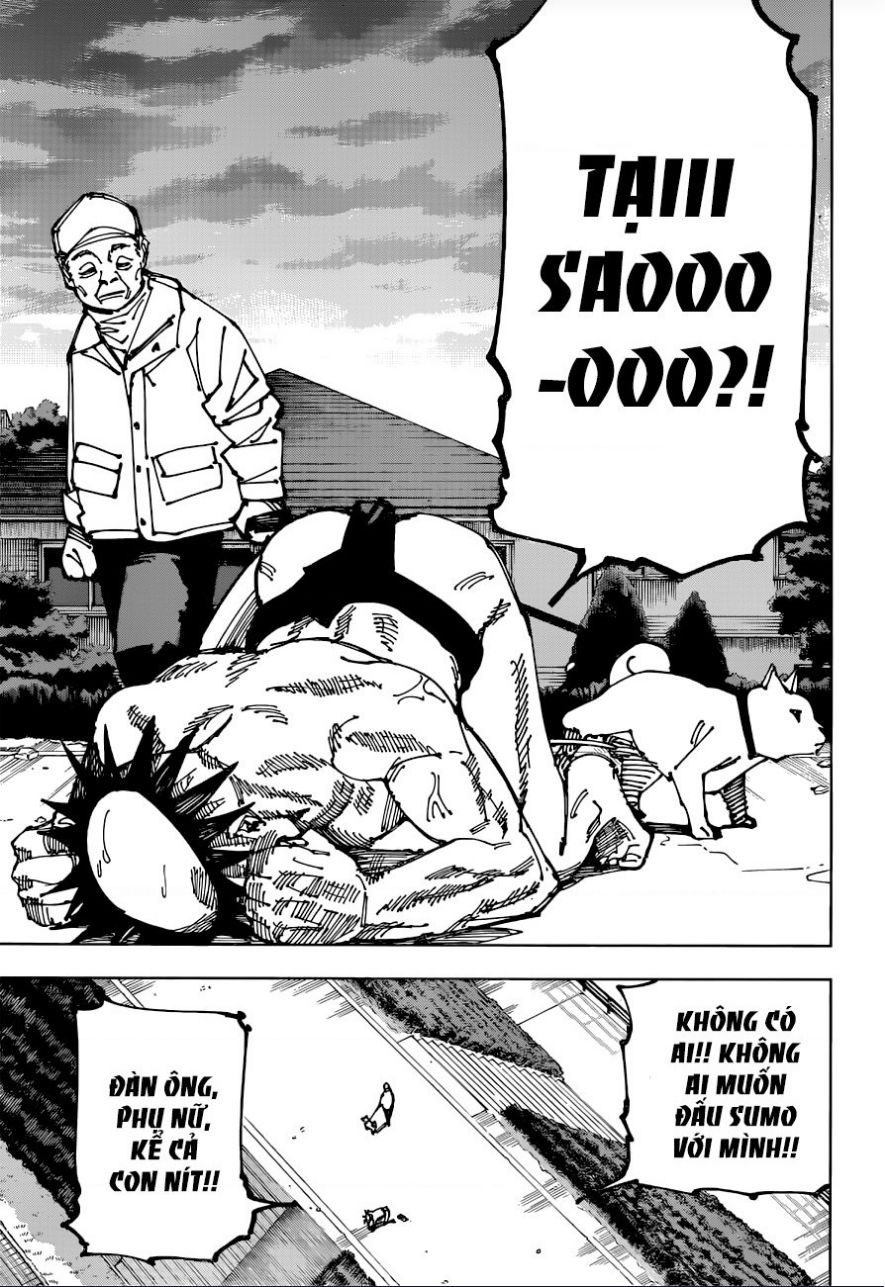 TẠIII
SAOOO
-OOO?!
KHÔNG CÓ
AI!! KHÔNG
AI MUỐN
ĐẤU SUMO
VỚI MÌNH!!
ĐÀN ÔNG,
PHỤ NỮ,
KỂ CẢ
CON NÍT!!